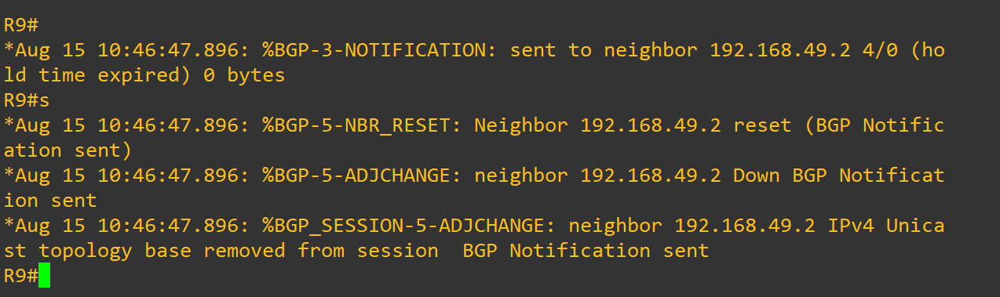 R9#
*Aug 15 10:46:47.896: %BGP-3-NOTIFICATION: sent to neighbor 192.168.49.2 4/0 (ho
ld time expired) 0 bytes
R9#s
*Aug 15 10:46:47.896: %BGP-5-NBR_RESET: Neighbor 192.168.49.2 reset (BGP Notific
ation sent)
*Aug 15 10:46:47.896: %BGP-5-ADJCHANGE: neighbor 192.168.49.2 Down BGP Notificat
ion sent
*Aug 15 10:46:47.896: %BGP_SESSION-5-ADJCHANGE: neighbor 192.168.49.2 IPv4 Unica
st topology base removed from session  BGP Notification sent
R9#